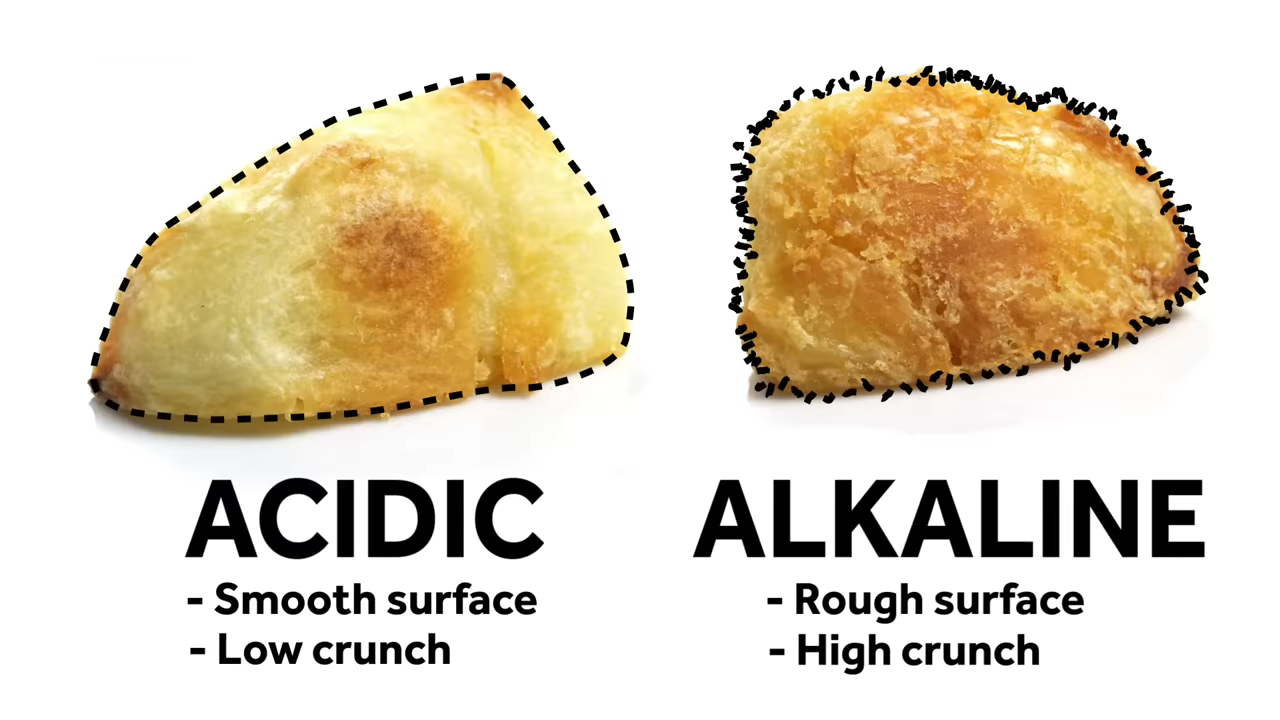 ACIDIC
- Smooth surface
- Low crunch
ALKALINE
- Rough surface
- High crunch